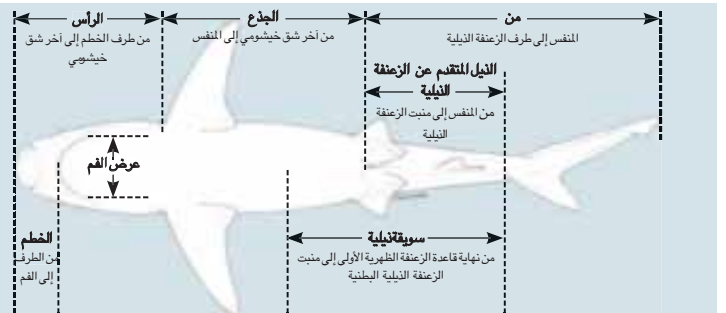 الرأس
من طرف الخطم إلى آخر شق
خيشومي
الجذع
من آخر شق خيشومي إلى المنفس
من
المنفس إلى طرف الزعنفة الذيلية
الذيل المتقدم عن الزعنفة
الذيلية
من المنفس إلى منبت الزعنفة
الذيلية
عرض الفم
الخطم
من الطرف
إلى الفم
سويقةذيلية
من نهاية قاعدة الزعنفة الظهرية الأولى إلى منبت
الزعنفة الذيلية البطنية